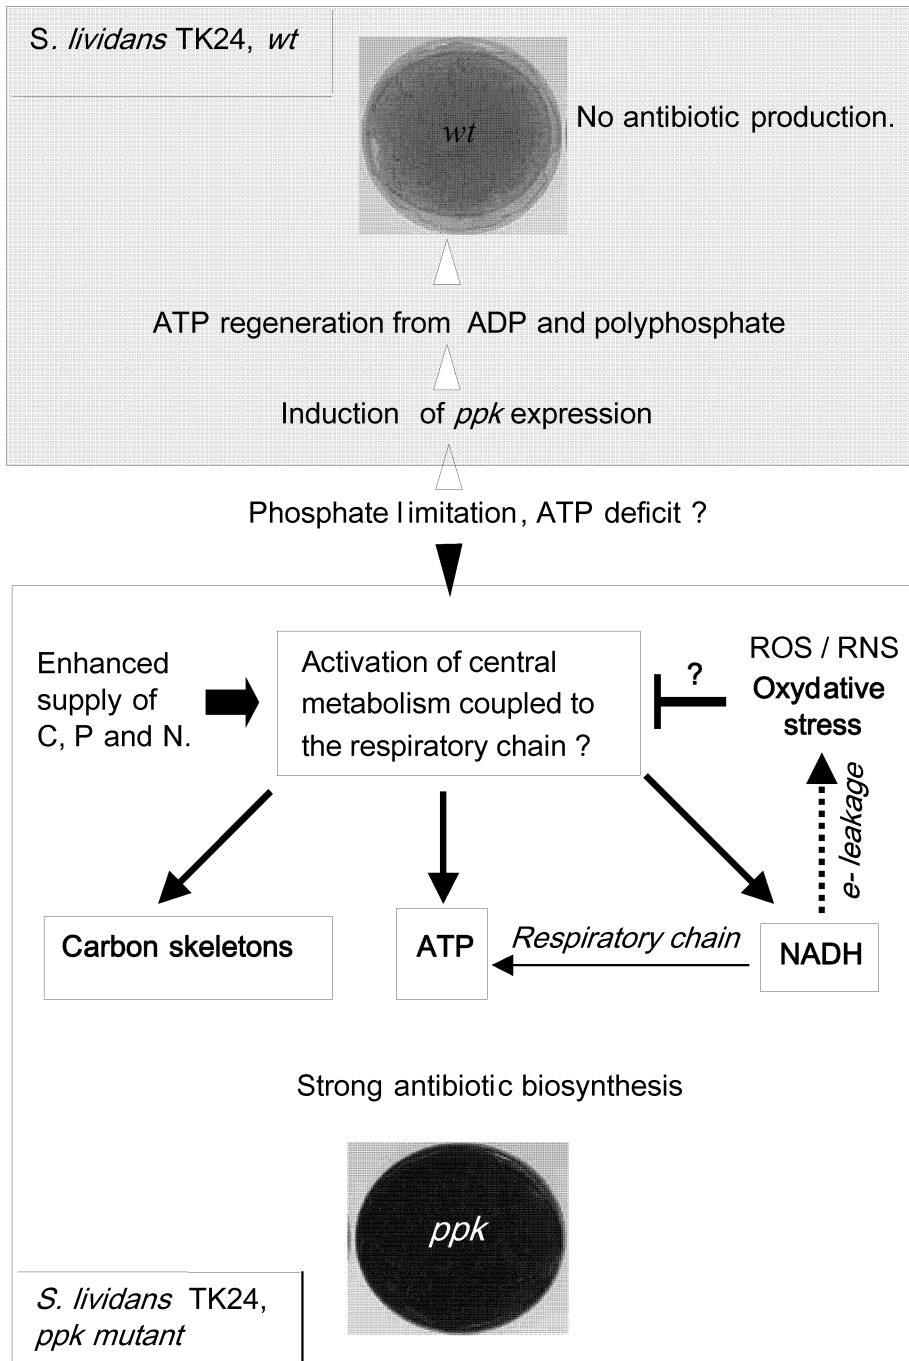 S. lividans TK24, wt
wt
No antibiotic production.
ATP regeneration from ADP and polyphosphate
Induction of ppk expression
Phosphate limitation, ATP deficit ?
Enhanced
supply of
C, P and N.
Activation of central
metabolism coupled to
the respiratory chain ?
?
ROS / RNS
Oxydative
stress
e- leakage
Carbon skeletons
ATP
Respiratory chain
NADH
Strong antibiotic biosynthesis
ppk
S. lividans TK24,
ppk mutant